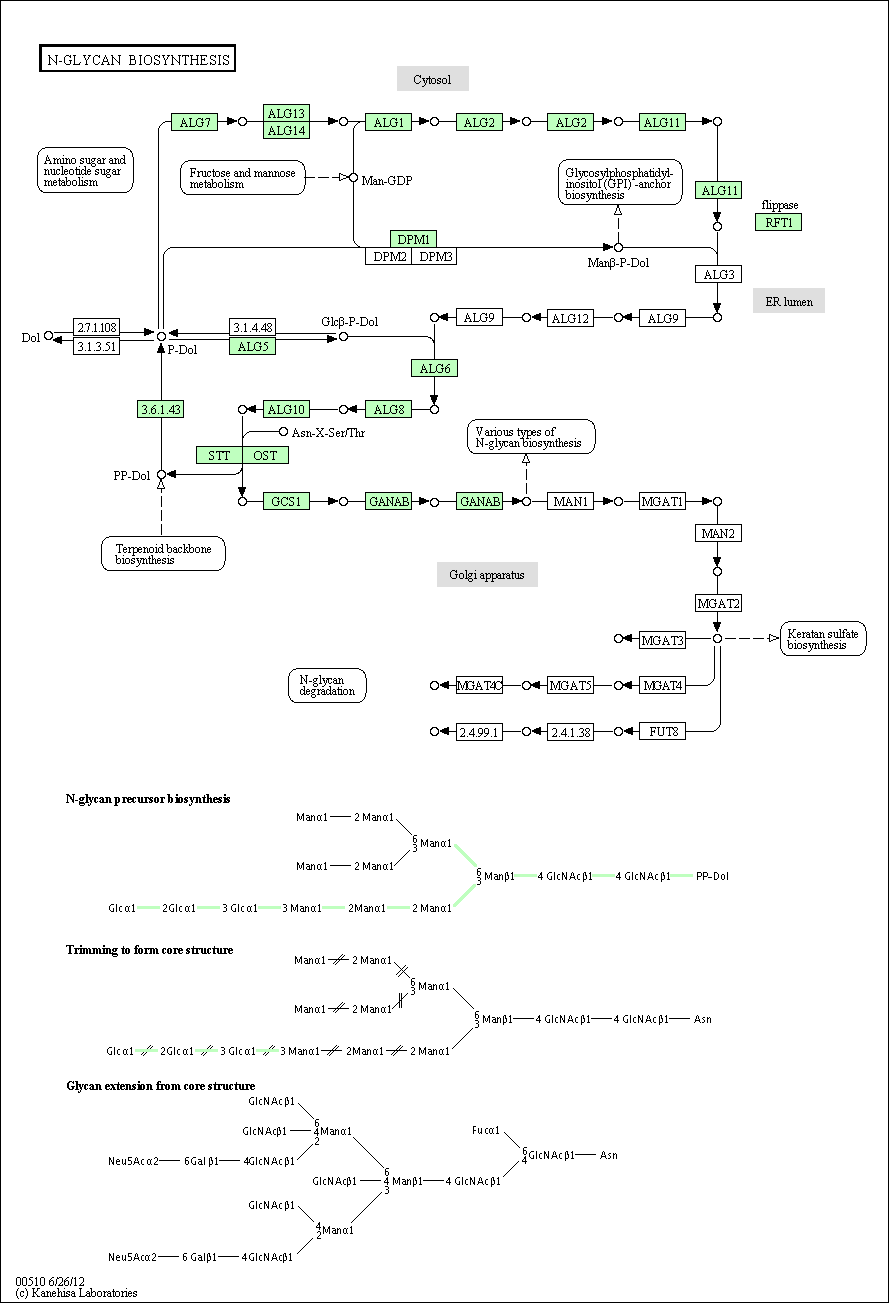 N-GLYCAN BIOSYNTHESIS
Cytosol
ALG7
ALG13
ALG14
ALG1
ALG2
ALG2
ALG11
Amino sugar and
nucleotide sugar
metabolism
Fructose and mannose
metabolism
Man-GDP
Glycosylphosphatidyl-
inositol (GPI) -anchor
biosynthesis
ALG11
flippase
RFT1
DPM1
DPM2
DPM3
Manβ-P-Dol
ALG3
ER lumen
Dol
2.7.1.108
3.1.3.51
P-Dol
3.1.4.48
ALG5
Glcβ-P-Dol
ALG9
ALG12
ALG9
ALG6
3.6.1.43
ALG10
ALG8
Asn-X-Ser/Thr
STT
OST
PP-Dol
Various types of
N-glycan biosynthesis
GCS1
GANAB
GANAB
MAN1
MGAT1
MAN2
Terpenoid backbone
biosynthesis
Golgi apparatus
MGAT2
MGAT3
Keratan sulfate
biosynthesis
N-glycan
degradation
MGAT4C
MGAT5
MGAT4
2.4.99.1
2.4.1.38
FUT8
N-glycan precursor biosynthesis
Manα1 2 Manα1
6
3 Manα1
Manα1 2 Manα1
6
3 Manβ1 4 GlcNAcβ1 4 GlcNAcβ1 PP-Dol
Glcα1 2Glcα1 3 Glcα1 3 Manα1 2Manα1 2 Manα1
Trimming to form core structure
Manα1 2 Manα1
6
3 Manα1
Manα1 2 Manα1
6
3 Manβ1 4 GlcNAcβ1 4 GlcNAcβ1 Asn
Glcα1 2Glcα1 3 Glcα1 3 Manα1 2Manα1 2 Manα1
Glycan extension from core structure
GlcNAcβ1
GlcNAcβ1
6
4 Manα1
2
Neu5Acα2 6Galβ1 4GlcNAcβ1
Fucα1
6
4 GlcNAcβ1 Asn
GlcNAcβ1
6
4 Manβ1 4 GlcNAcβ1
3
GlcNAcβ1
4
2 Manα1
Neu5Acα2 6 Galβ1 4GlcNAcβ1
00510 6/26/12
(c) Kanehisa Laboratories